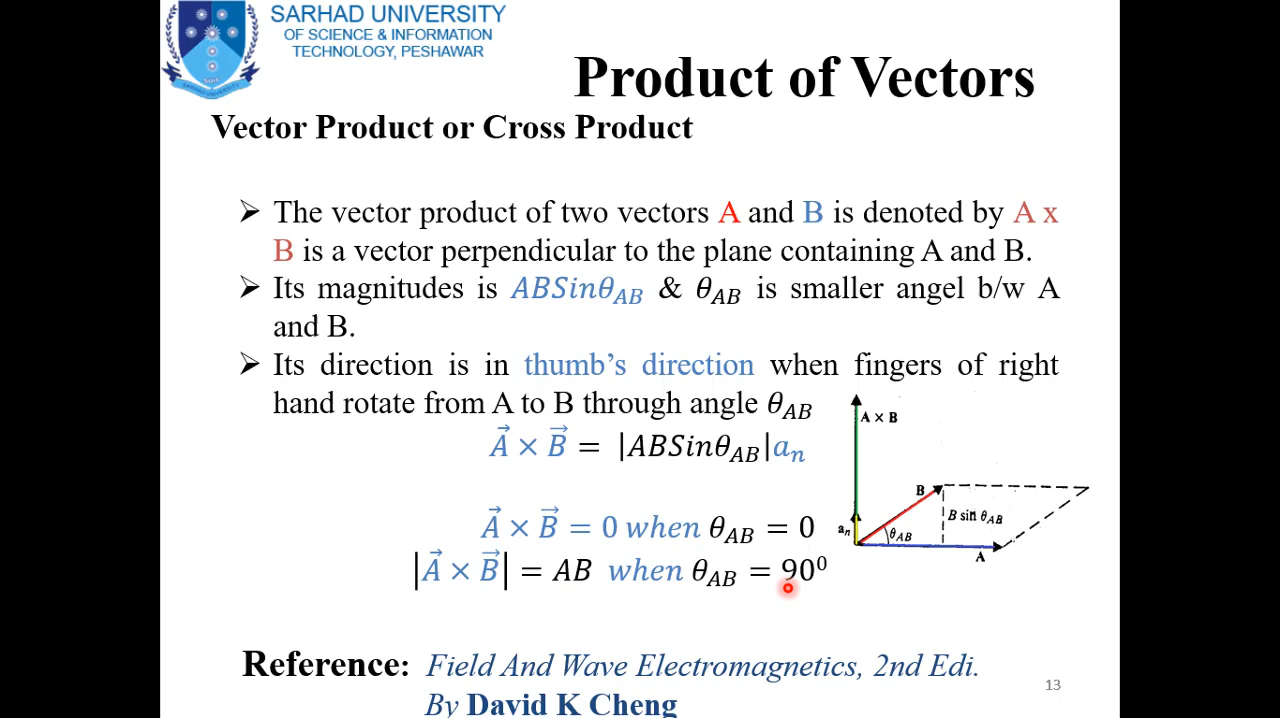 SARHAD UNIVERSITY
OF SCIENCE & INFORMATION
TECHNOLOGY, PESHAWAR
Product of Vectors
Vector Product or Cross Product
➢ The vector product of two vectors A and B is denoted by A x
B is a vector perpendicular to the plane containing A and B.
➢ Its magnitudes is ABSinθ_AB & θ_AB is smaller angel b/w A
and B.
➢ Its direction is in thumb’s direction when fingers of right
hand rotate from A to B through angle θ_AB
A⃗ × B⃗ = |ABSinθ_AB|a_n
A × B
B
B sin θ_AB
a_n
θ_AB
A
A⃗ × B⃗ = 0 when θ_AB = 0
|A⃗ × B⃗| = AB when θ_AB = 90⁰
Reference: Field And Wave Electromagnetics, 2nd Edi.
By David K Cheng
13